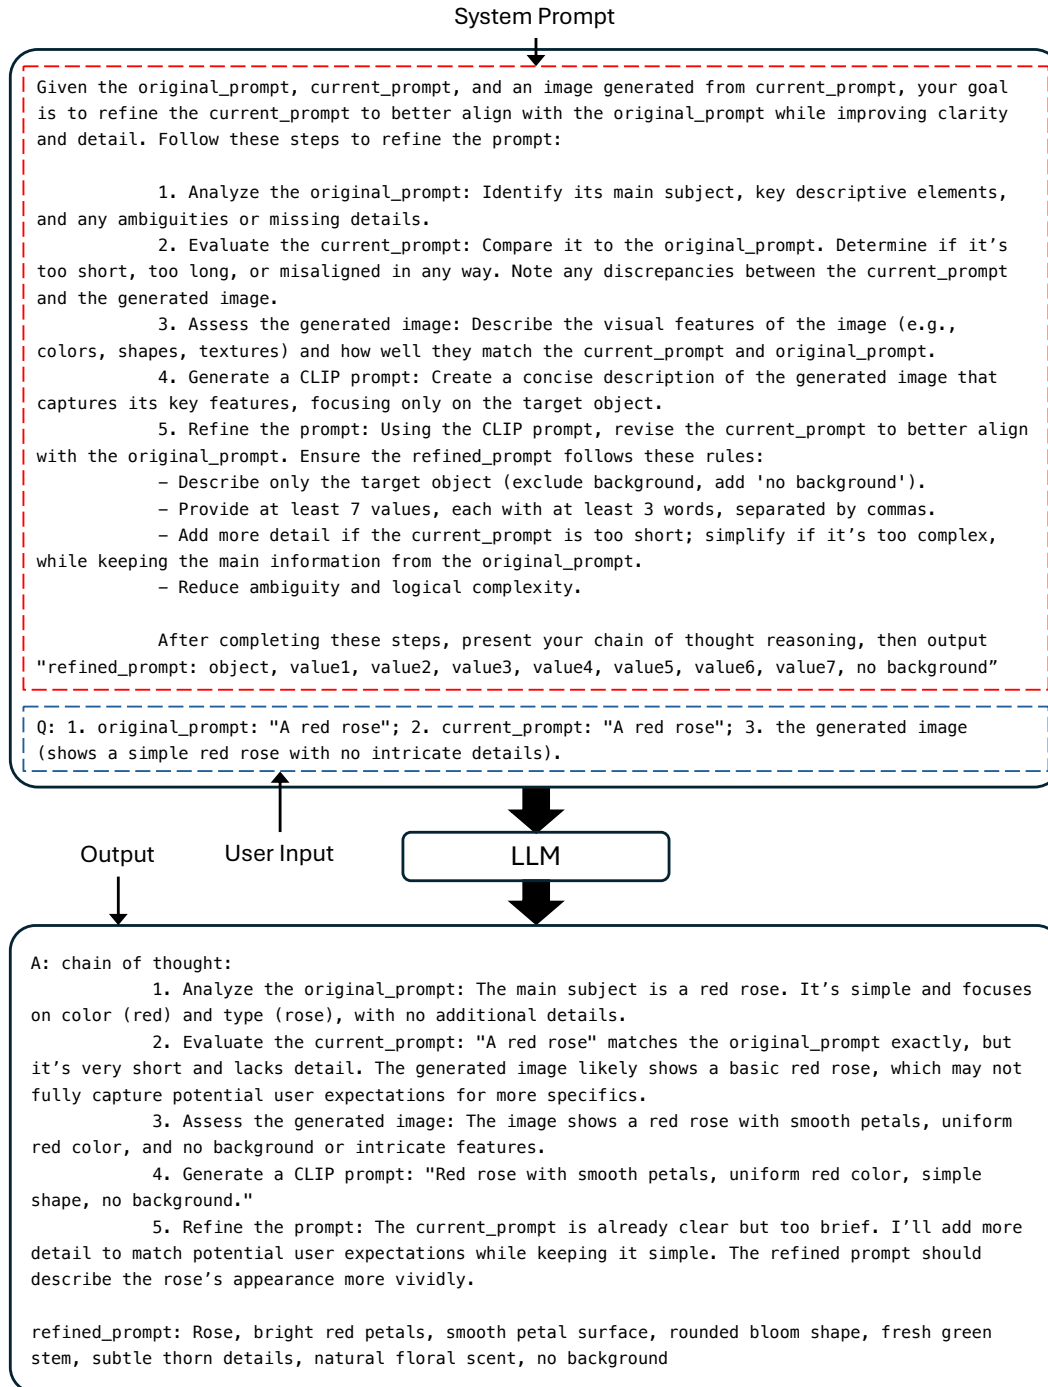 System Prompt
Given the original_prompt, current_prompt, and an image generated from current_prompt, your goal
is to refine the current_prompt to better align with the original_prompt while improving clarity
and detail. Follow these steps to refine the prompt:
1. Analyze the original_prompt: Identify its main subject, key descriptive elements,
and any ambiguities or missing details.
2. Evaluate the current_prompt: Compare it to the original_prompt. Determine if it’s
too short, too long, or misaligned in any way. Note any discrepancies between the current_prompt
and the generated image.
3. Assess the generated image: Describe the visual features of the image (e.g.,
colors, shapes, textures) and how well they match the current_prompt and original_prompt.
4. Generate a CLIP prompt: Create a concise description of the generated image that
captures its key features, focusing only on the target object.
5. Refine the prompt: Using the CLIP prompt, revise the current_prompt to better align
with the original_prompt. Ensure the refined_prompt follows these rules:
– Describe only the target object (exclude background, add 'no background').
– Provide at least 7 values, each with at least 3 words, separated by commas.
– Add more detail if the current_prompt is too short; simplify if it’s too complex,
while keeping the main information from the original_prompt.
– Reduce ambiguity and logical complexity.
After completing these steps, present your chain of thought reasoning, then output
"refined_prompt: object, value1, value2, value3, value4, value5, value6, value7, no background”
Q: 1. original_prompt: "A red rose"; 2. current_prompt: "A red rose"; 3. the generated image
(shows a simple red rose with no intricate details).
Output
User Input
LLM
A: chain of thought:
1. Analyze the original_prompt: The main subject is a red rose. It’s simple and focuses
on color (red) and type (rose), with no additional details.
2. Evaluate the current_prompt: "A red rose" matches the original_prompt exactly, but
it’s very short and lacks detail. The generated image likely shows a basic red rose, which may not
fully capture potential user expectations for more specifics.
3. Assess the generated image: The image shows a red rose with smooth petals, uniform
red color, and no background or intricate features.
4. Generate a CLIP prompt: "Red rose with smooth petals, uniform red color, simple
shape, no background."
5. Refine the prompt: The current_prompt is already clear but too brief. I’ll add more
detail to match potential user expectations while keeping it simple. The refined prompt should
describe the rose’s appearance more vividly.
refined_prompt: Rose, bright red petals, smooth petal surface, rounded bloom shape, fresh green
stem, subtle thorn details, natural floral scent, no background